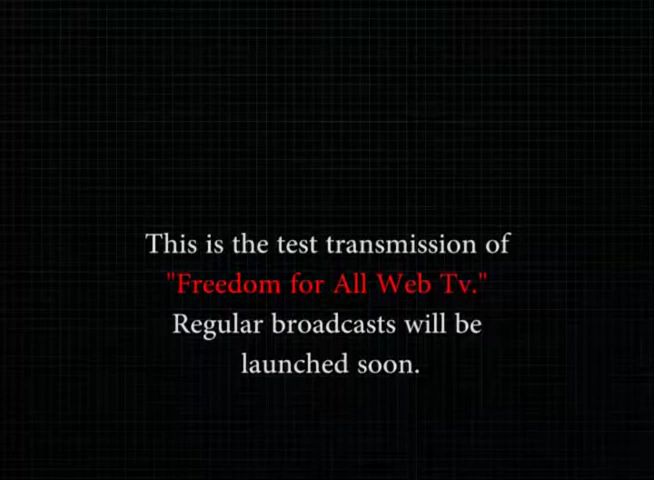 This is the test transmission of
"Freedom for All Web Tv."
Regular broadcasts will be
launched soon.